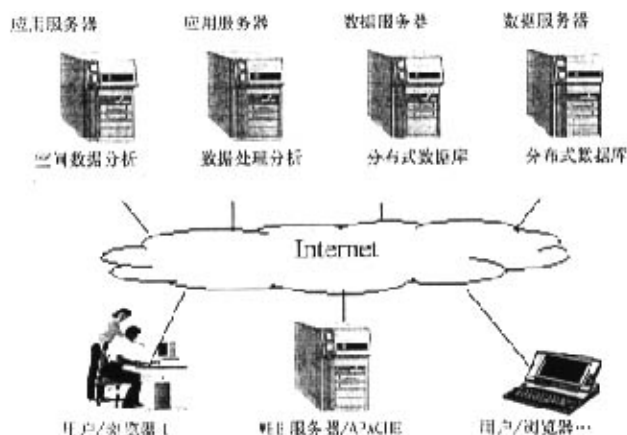 应用服务器
应用服务器
数据服务器
数据服务器
空间数据分析
数据处理分析
分布式数据库
分布式数据库
Internet
用户/浏览器1
WEB 服务器/APACHE
用户/浏览器…